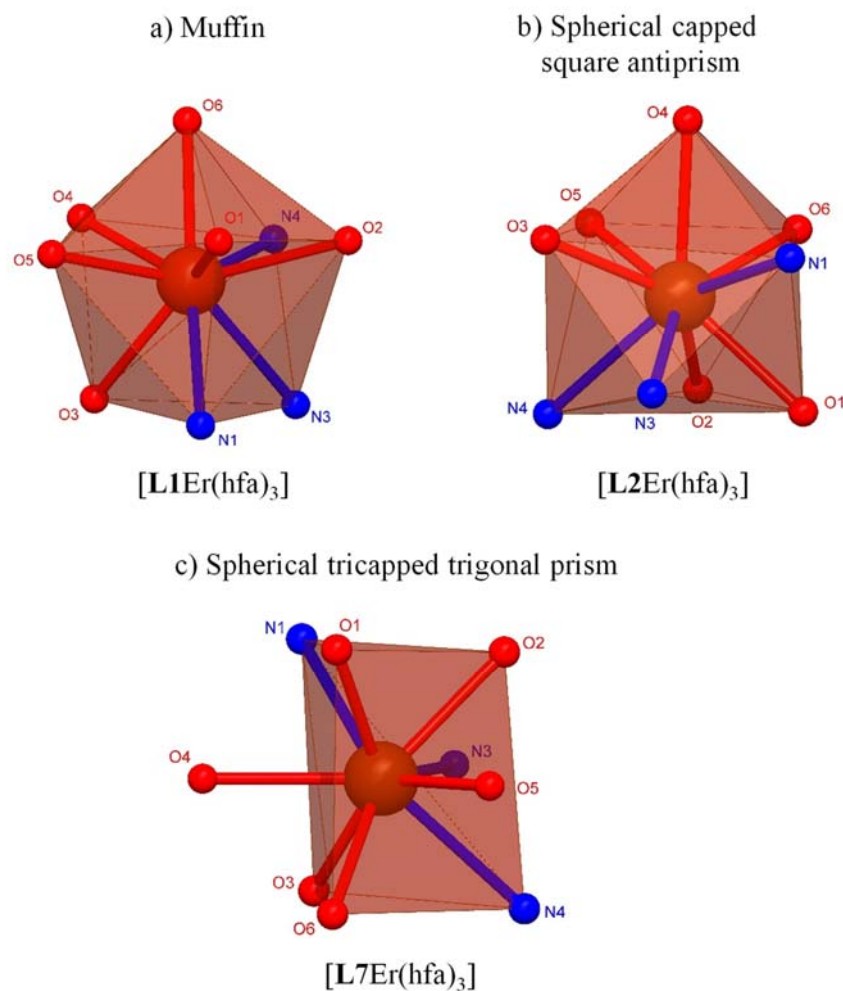 a) Muffin
b) Spherical capped
square antiprism
O6
O4
O1
N4
O2
O5
O3
N1
N3
[L1Er(hfa)3]
O4
O5
O3
O6
N1
N4
N3
O2
O1
[L2Er(hfa)3]
c) Spherical tricapped trigonal prism
N1
O1
O2
O4
N3
O5
O3
O6
N4
[L7Er(hfa)3]